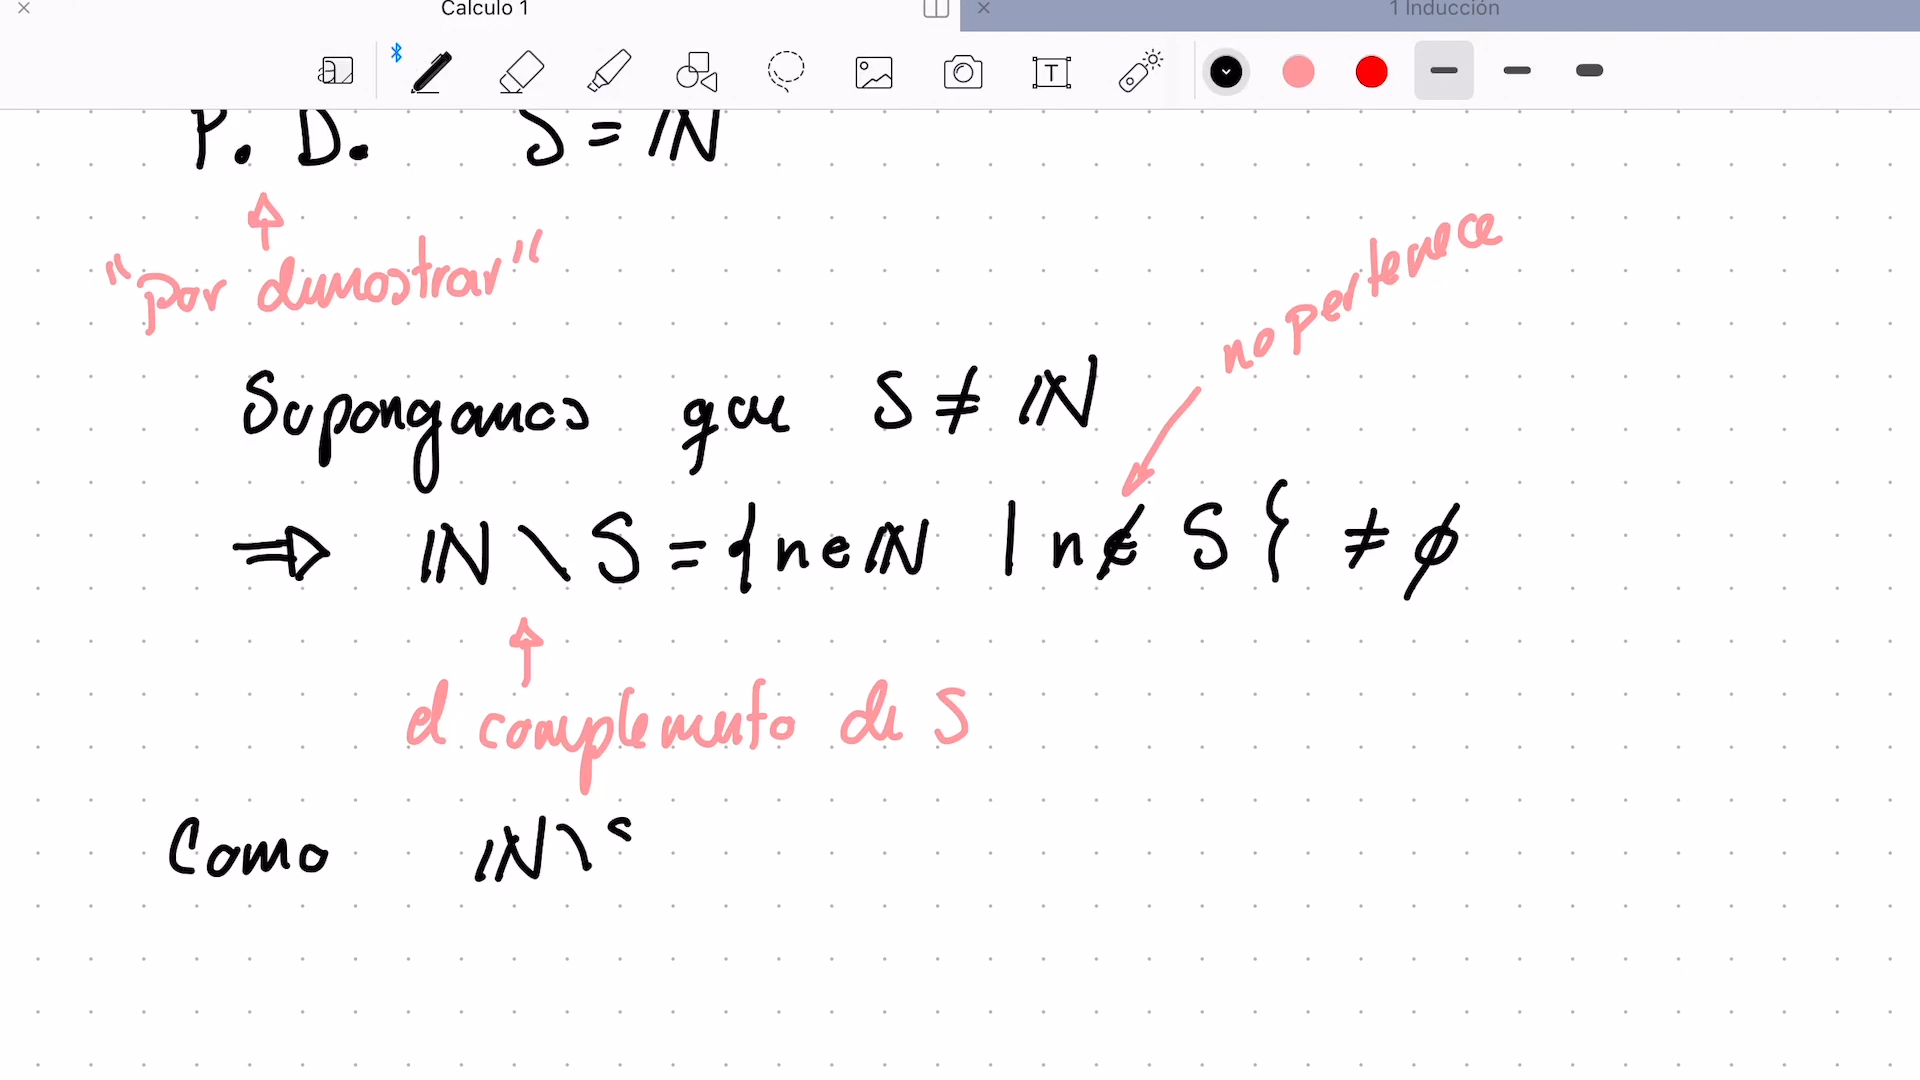 Calculo 1
1 Inducción
P. D. S = ℕ
"por demostrar"
no pertenece
Supongamos que S ≠ ℕ
⇒ ℕ \ S = { n ∈ ℕ | n ∉ S } ≠ ∅
el complemento de S
Como ℕ \ S